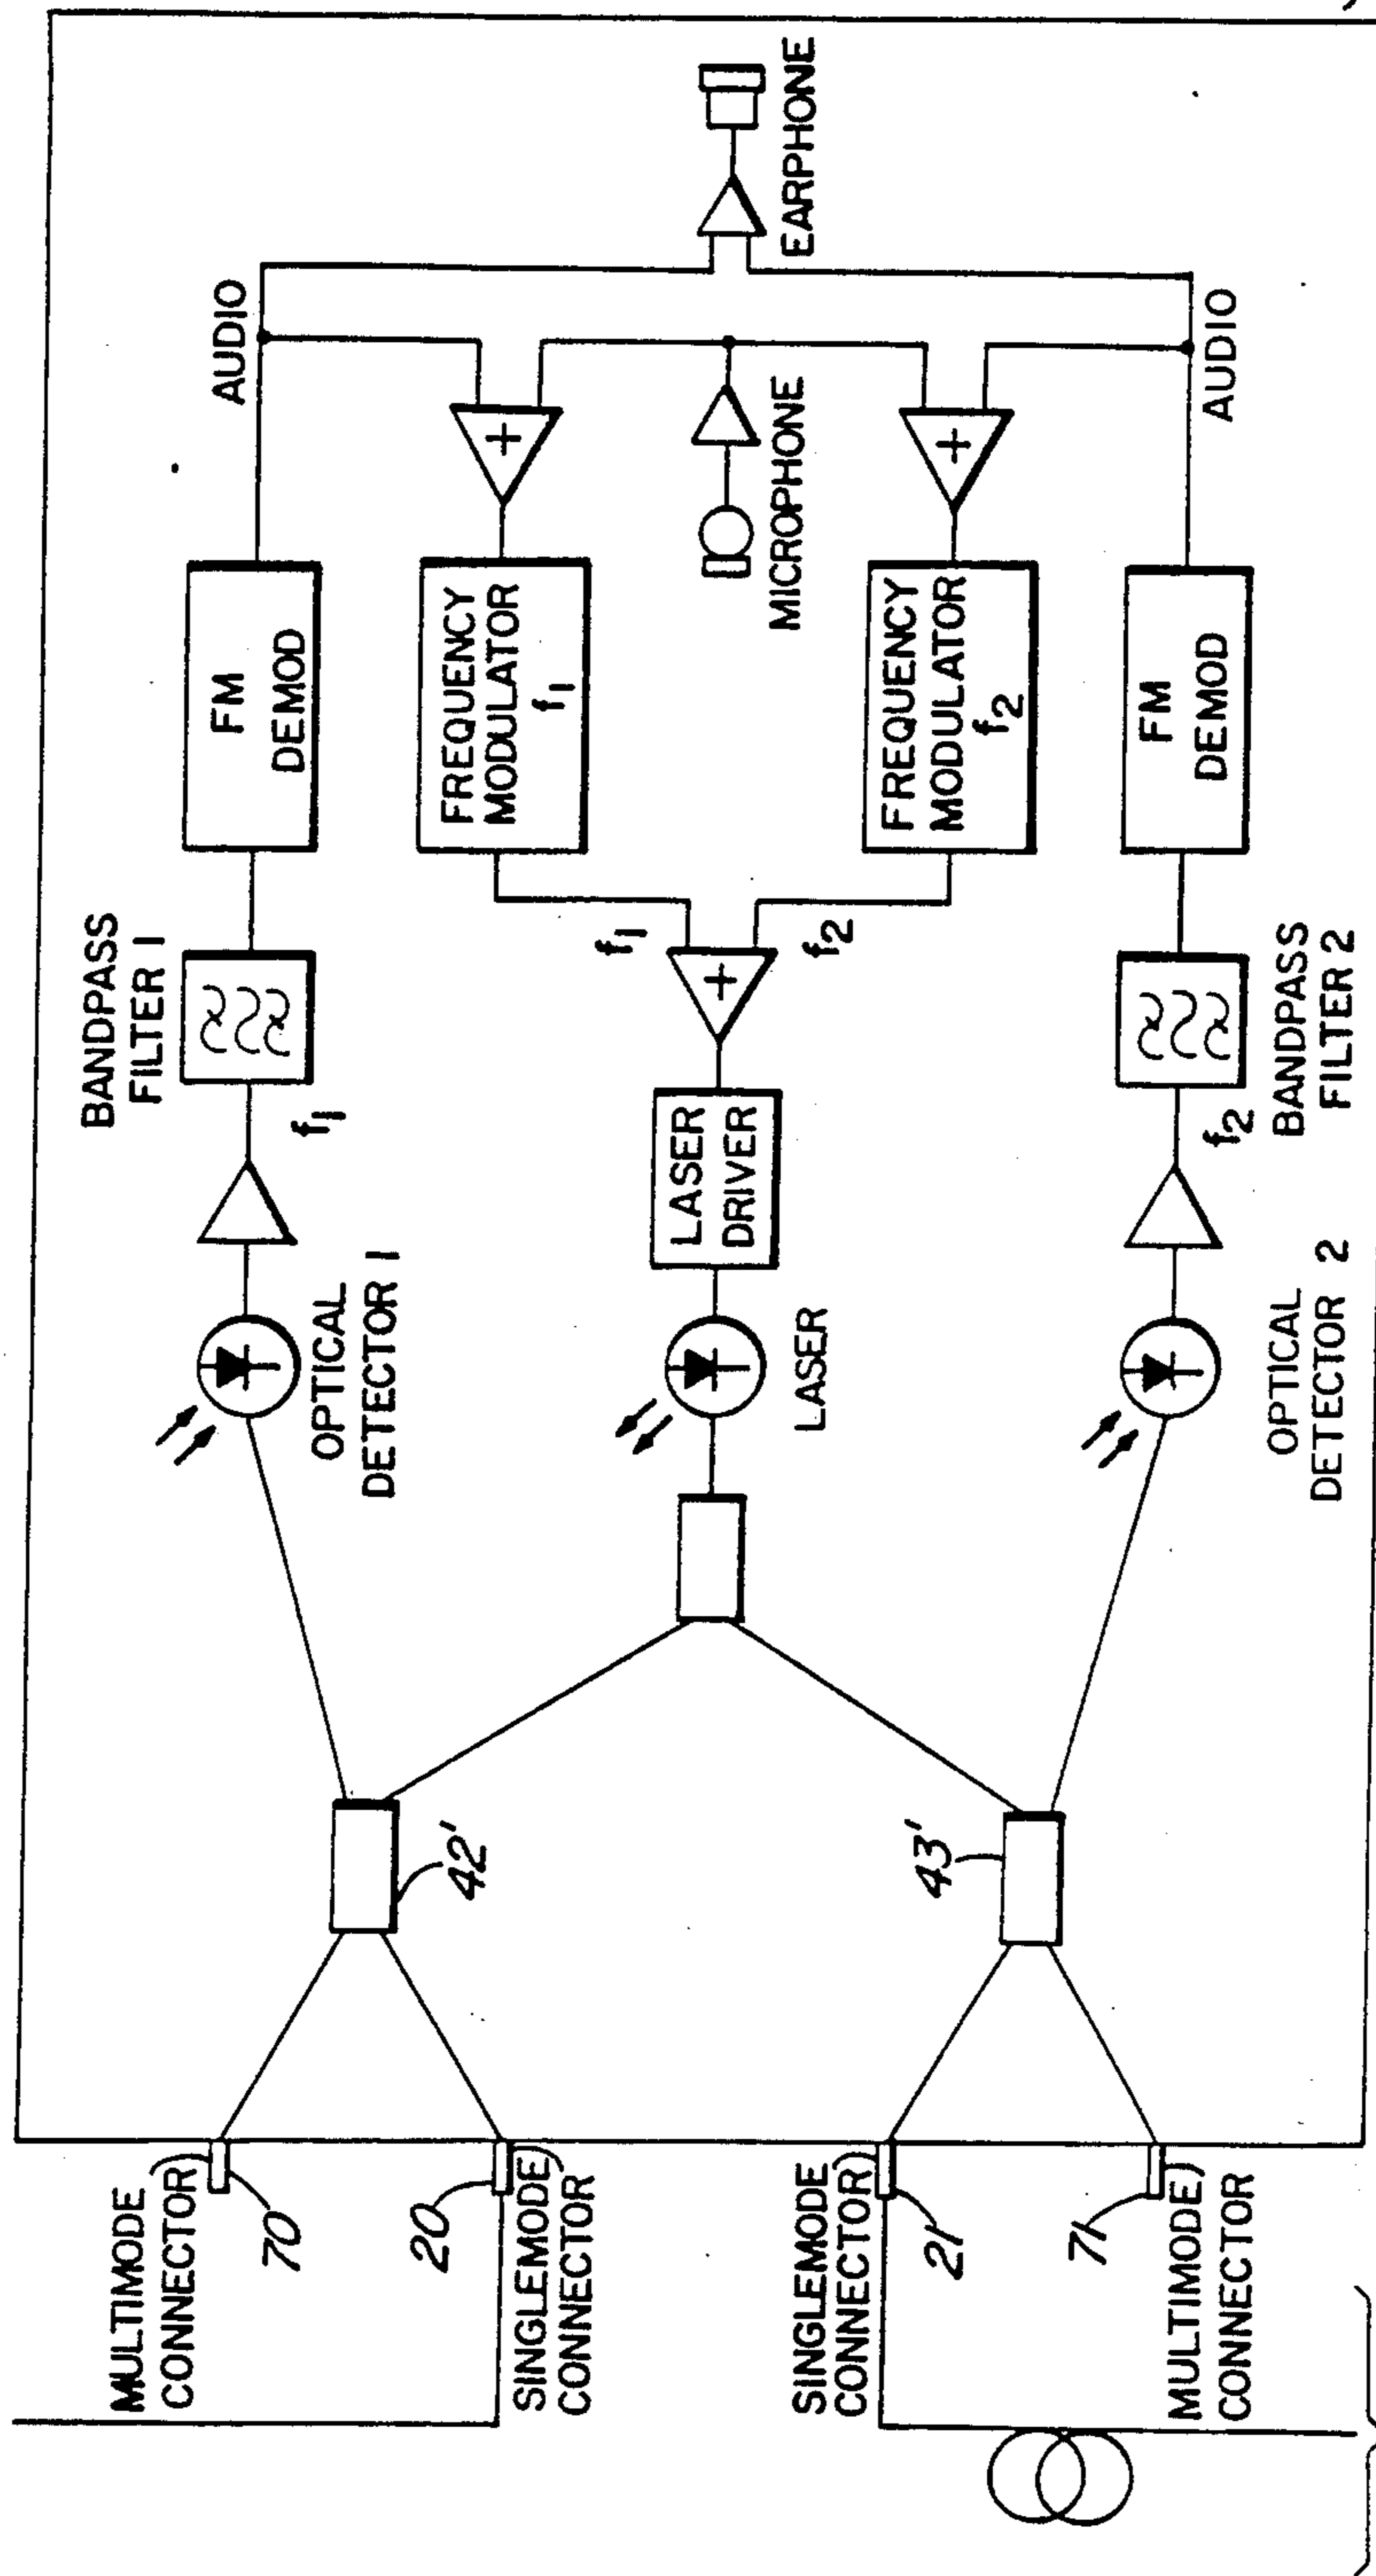 MULTIMODE
CONNECTOR
70
20
SINGLEMODE
CONNECTOR
SINGLEMODE
CONNECTOR
21
71
MULTIMODE
CONNECTOR
42'
43'
OPTICAL
DETECTOR 1
LASER
OPTICAL
DETECTOR 2
BANDPASS
FILTER 1
f1
LASER
DRIVER
f2
BANDPASS
FILTER 2
f1
+
f2
FM
DEMOD
FREQUENCY
MODULATOR
f1
FREQUENCY
MODULATOR
f2
FM
DEMOD
AUDIO
+
MICROPHONE
+
AUDIO
EARPHONE